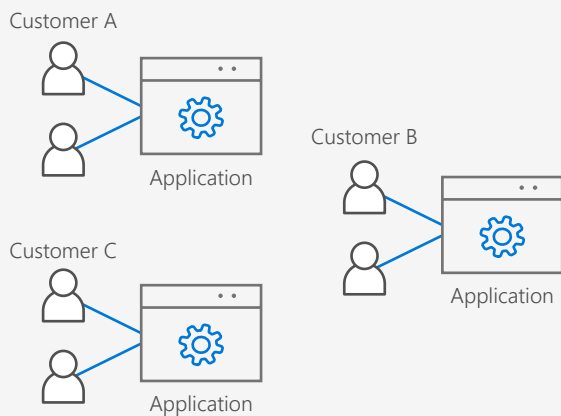 Customer A
Application
Customer B
Application
Customer C
Application